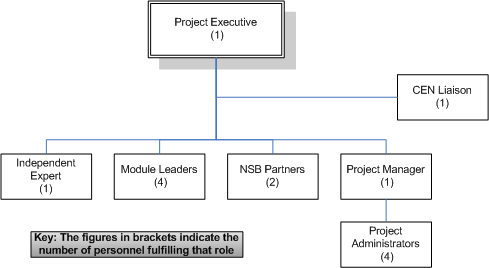 Project Executive
(1)
CEN Liaison
(1)
Independent
Expert
(1)
Module Leaders
(4)
NSB Partners
(2)
Project Manager
(1)
Project
Administrators
(4)
Key: The figures in brackets indicate the
number of personnel fulfilling that role